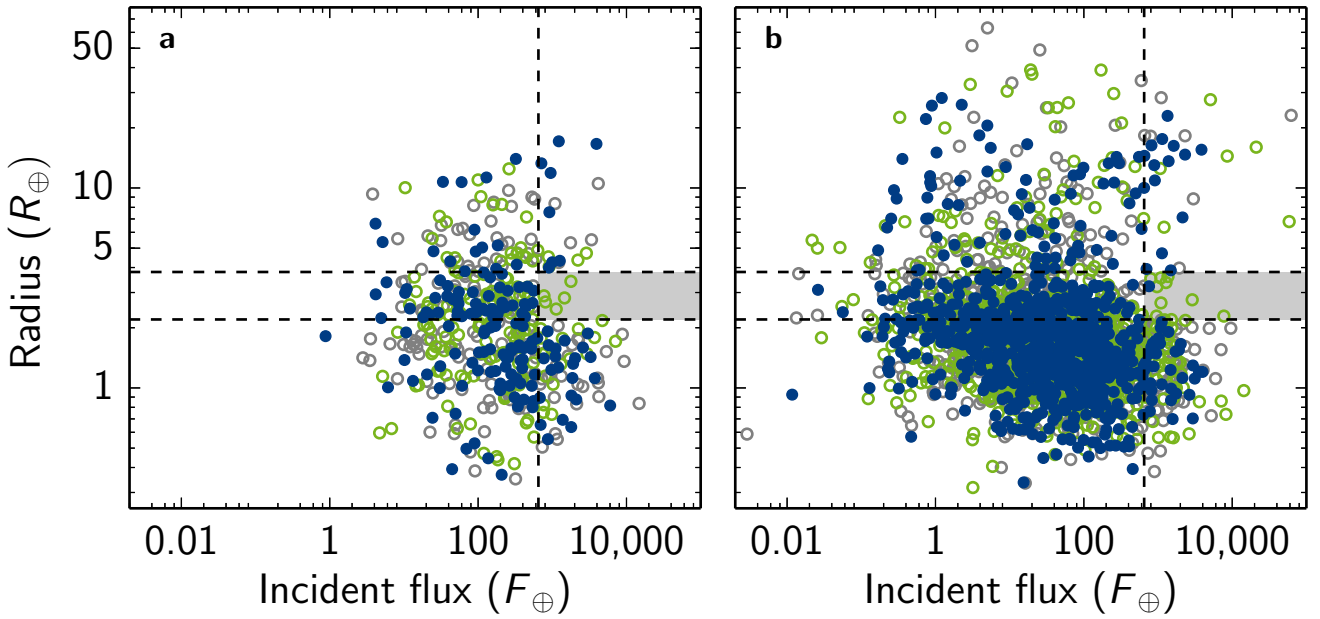 a
b
50
10
5
1
Radius (R⊕)
0.01 1 100 10,000
0.01 1 100 10,000
Incident flux (F⊕)
Incident flux (F⊕)